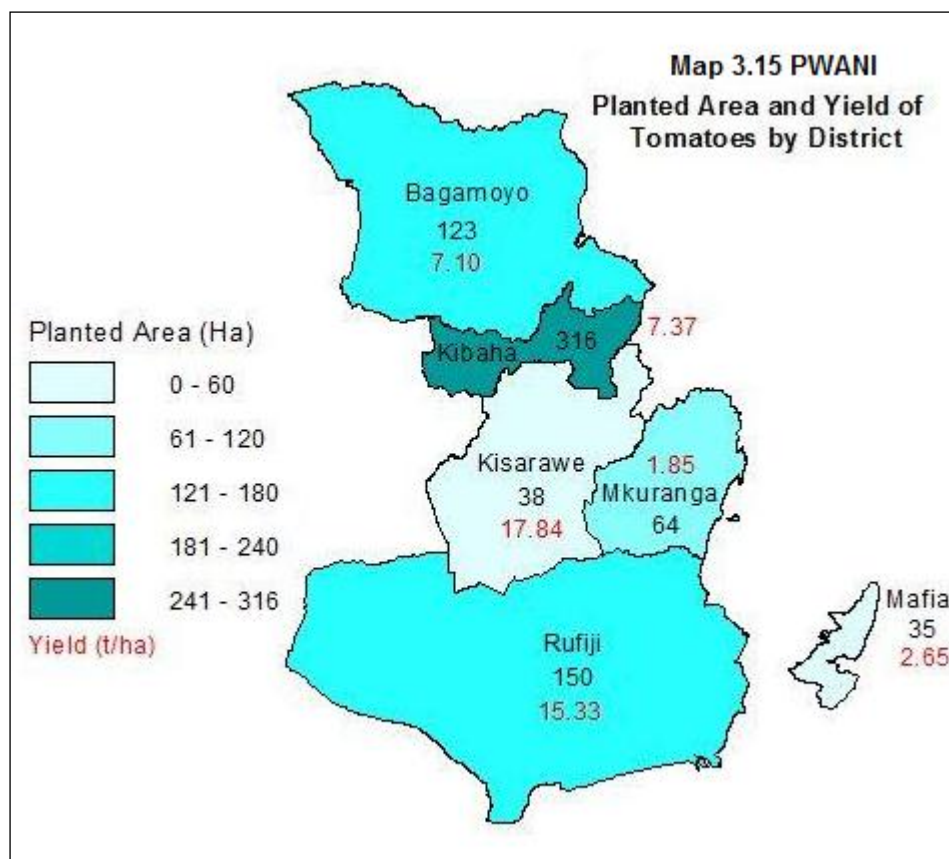 Map 3.15 PWANI
Planted Area and Yield of
Tomatoes by District
Bagamoyo
123
7.10
7.37
316
Kibaha
Planted Area (Ha)
0 - 60
61 - 120
121 - 180
181 - 240
241 - 316
Yield (t/ha)
Kisarawe
38
17.84
1.85
Mkuranga
64
Mafia
35
2.65
Rufiji
150
15.33